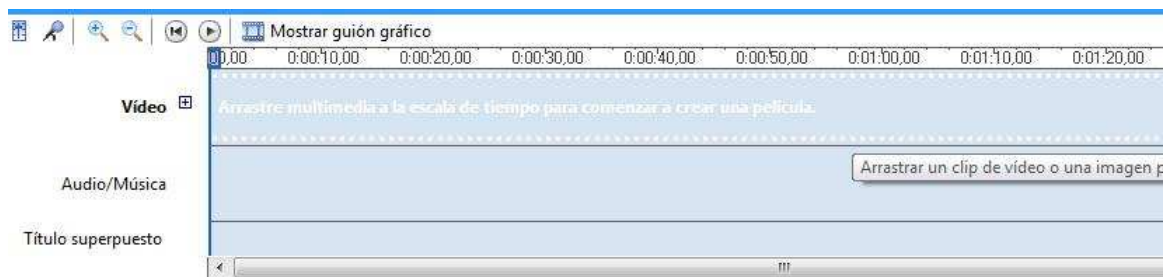 Mostrar guión gráfico
0,00 0:00:10,00 0:00:20,00 0:00:30,00 0:00:40,00 0:00:50,00 0:01:00,00 0:01:10,00 0:01:20,00
Vídeo
Arrastre multimedia a la escala de tiempo para comenzar a crear una película.
Arrastrar un clip de vídeo o una imagen p
Audio/Música
Título superpuesto